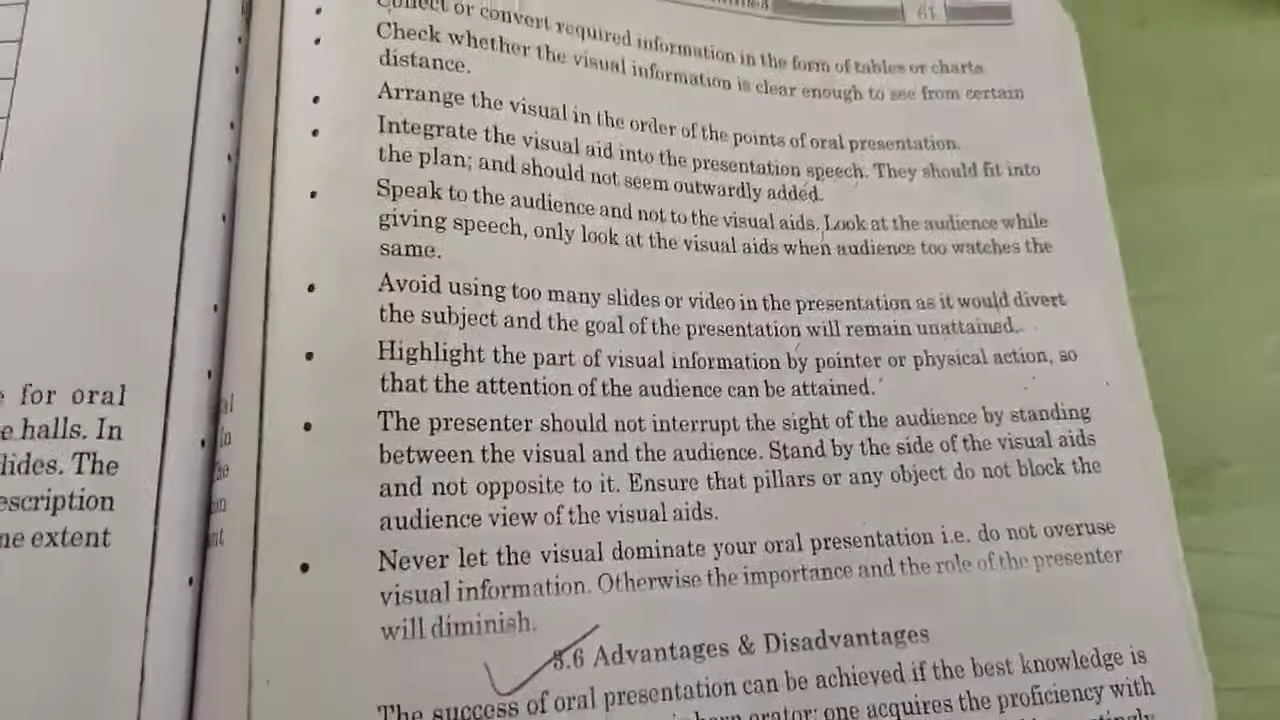 61
Collect or convert required information in the form of tables or charts
Check whether the visual information is clear enough to see from certain
distance.
Arrange the visual in the order of the points of oral presentation.
Integrate the visual aid into the presentation speech. They should fit into
the plan; and should not seem outwardly added.
Speak to the audience and not to the visual aids. Look at the audience while
giving speech, only look at the visual aids when audience too watches the
same.
Avoid using too many slides or video in the presentation as it would divert
the subject and the goal of the presentation will remain unattained.
Highlight the part of visual information by pointer or physical action, so
that the attention of the audience can be attained.
The presenter should not interrupt the sight of the audience by standing
between the visual and the audience. Stand by the side of the visual aids
and not opposite to it. Ensure that pillars or any object do not block the
audience view of the visual aids.
Never let the visual dominate your oral presentation i.e. do not overuse
visual information. Otherwise the importance and the role of the presenter
will diminish.
3.6 Advantages & Disadvantages
The success of oral presentation can be achieved if the best knowledge is
orator; one acquires the proficiency with
for oral
halls. In
The
extent